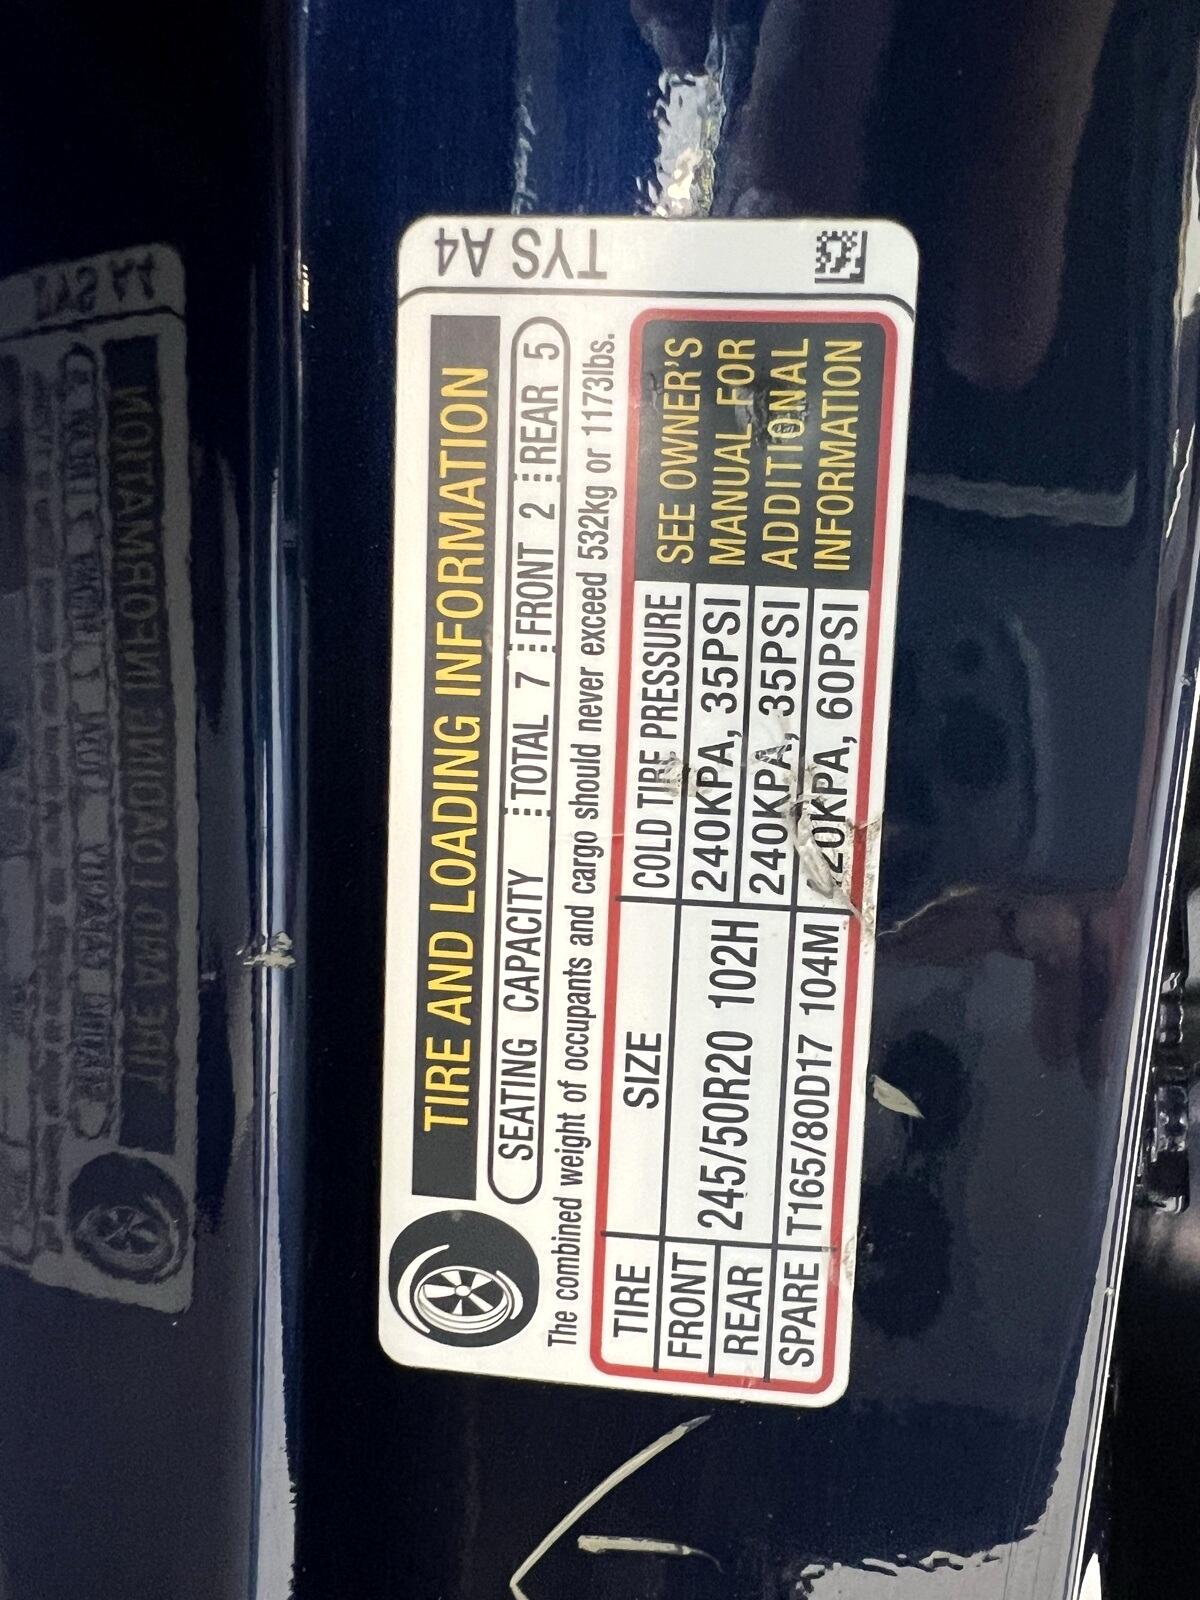 TIRE AND LOADING INFORMATION
SEATING CAPACITY TOTAL 7 FRONT 2 REAR 5
The combined weight of occupants and cargo should never exceed 532kg or 1173lbs.
TIRE SIZE COLD TIRE PRESSURE
FRONT 245/50R20 102H 240KPA, 35PSI
REAR 240KPA, 35PSI
SPARE T165/80D17 104M 60PSI
SEE OWNER'S
MANUAL FOR
ADDITIONAL
INFORMATION
TYS A4